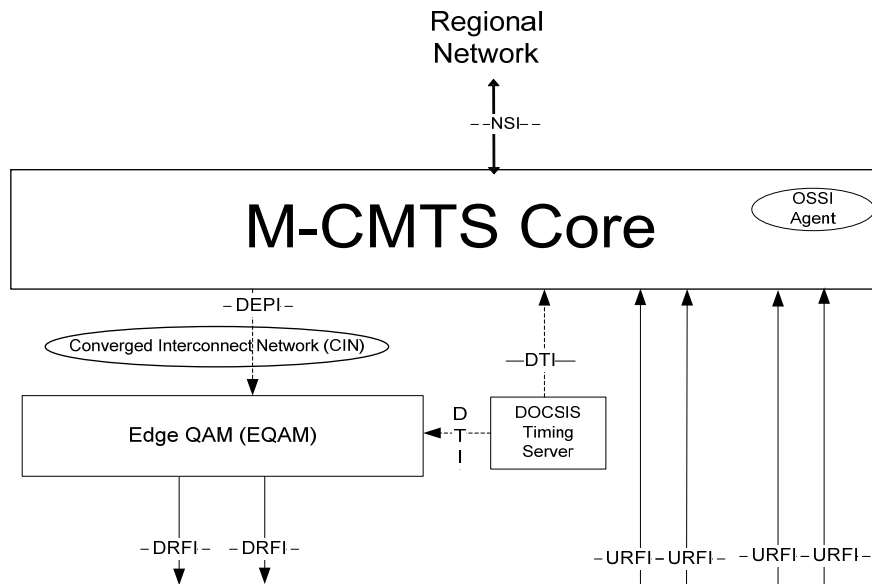 Regional
Network
NSI
M-CMTS Core
OSSI
Agent
DEPI
Converged Interconnect Network (CIN)
DTI
Edge QAM (EQAM)
DTI
DOCSIS
Timing
Server
DRFI
DRFI
URFI
URFI
URFI
URFI